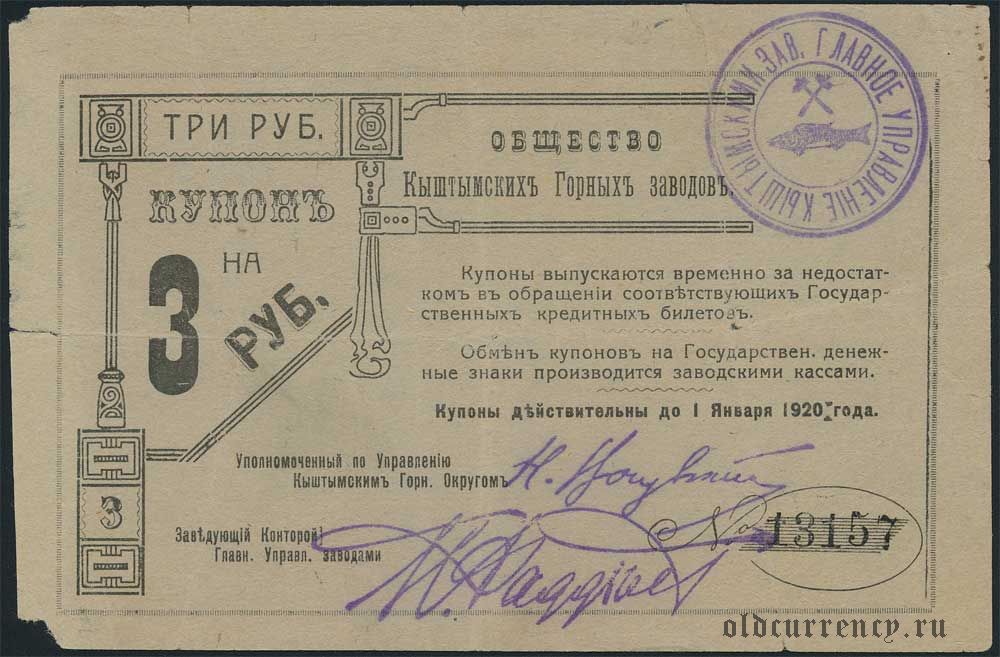 ТРИ РУБ.
КУПОНЪ
НА
3
РУБ.
3
ОБЩЕСТВО
Кыштымскихъ Горныхъ заводовъ.
ГЛАВНОЕ УПРАВЛЕНІЕ КЫШТЫМСКИМИ ЗАВ.
Купоны выпускаются временно за недостат-
комъ въ обращеніи соотвѣтствующихъ Государ-
ственныхъ кредитныхъ билетовъ.
Обмѣнъ купоновъ на Государствен. денеж-
ные знаки производится заводскими кассами.
Купоны дѣйствительны до 1 Января 1920 года.
Уполномоченный по Управленію
Кыштымскимъ Горн. Округомъ
Завѣдующій Конторой
Главн. Управл. заводами
No 13157
oldcurrency.ru